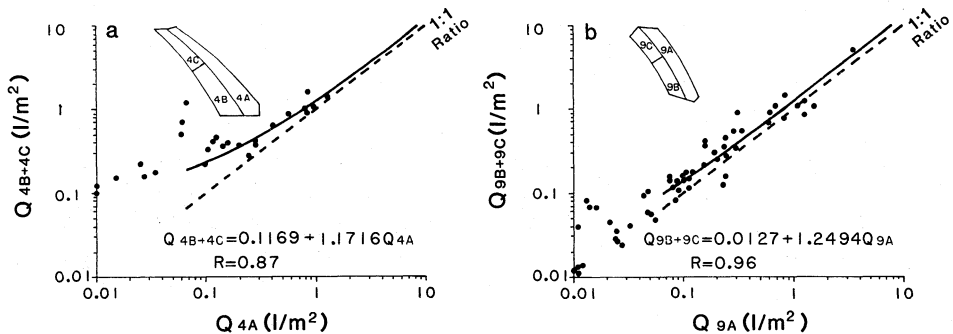 a
10
1
0.1
0.01
Q 4B+4C (l/m²)
4C
4B
4A
1:1
Ratio
Q 4B+4C=0.1169+1.1716Q4A
R=0.87
0.01
0.1
1
10
Q 4A (l/m²)
b
10
1
0.1
0.01
Q 9B+9C (l/m²)
9C
9A
9B
1:1
Ratio
Q9B+9C=0.0127+1.2494Q9A
R=0.96
0.01
0.1
1
10
Q 9A (l/m²)